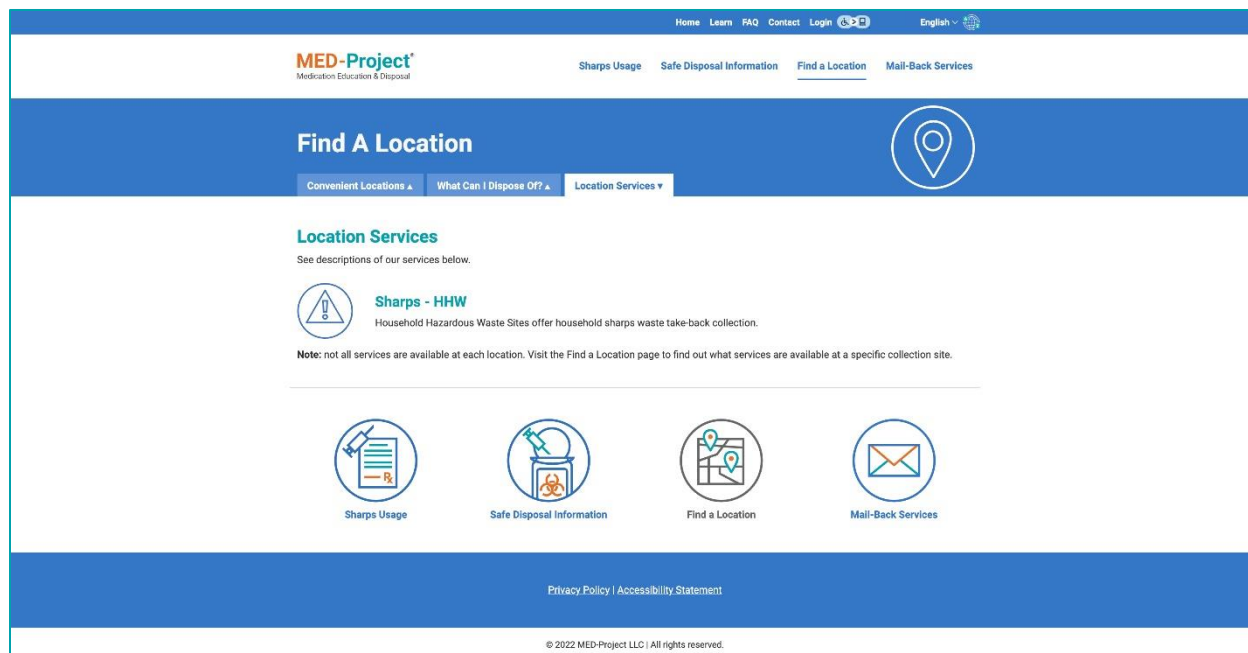 Home Learn FAQ Contact Login English
MED-Project®
Medication Education & Disposal
Sharps Usage Safe Disposal Information Find a Location Mail-Back Services
Find A Location
Convenient Locations ▲ What Can I Dispose Of? ▲ Location Services ▼
Location Services
See descriptions of our services below.
Sharps - HHW
Household Hazardous Waste Sites offer household sharps waste take-back collection.
Note: not all services are available at each location. Visit the Find a Location page to find out what services are available at a specific collection site.
Rx
Sharps Usage Safe Disposal Information Find a Location Mail-Back Services
Privacy Policy | Accessibility Statement
© 2022 MED-Project LLC | All rights reserved.